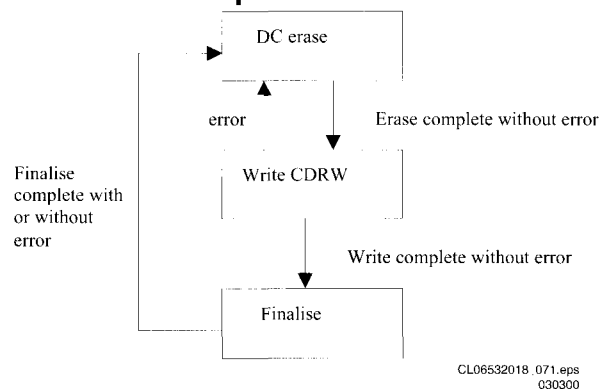 DC erase
error
Erase complete without error
Write CDRW
Finalise
complete with
or without
error
Write complete without error
Finalise
CL06532018_071.eps
030300